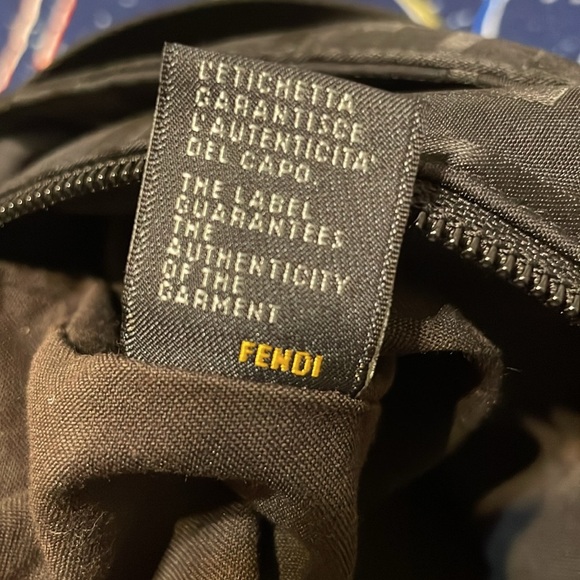 L'ETICHETTA
GARANTISCE
L'AUTENTICITA'
DEL CAPO.
THE LABEL
GUARANTEES
THE
AUTHENTICITY
OF THE
GARMENT
FENDI